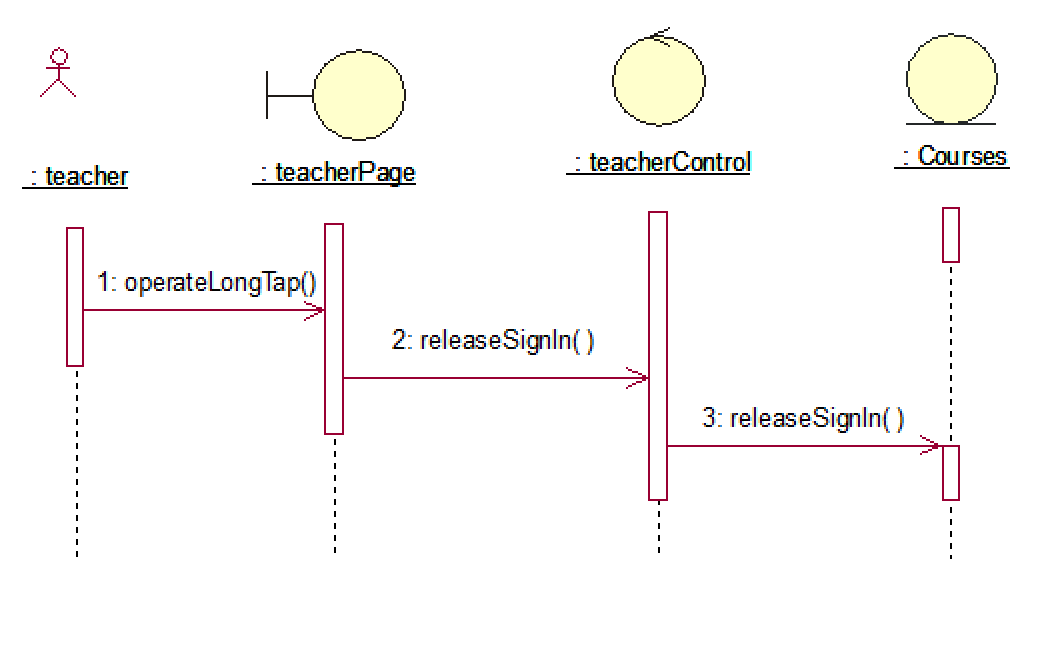 : teacher
: teacherPage
: teacherControl
: Courses
1: operateLongTap()
2: releaseSignIn( )
3: releaseSignIn( )